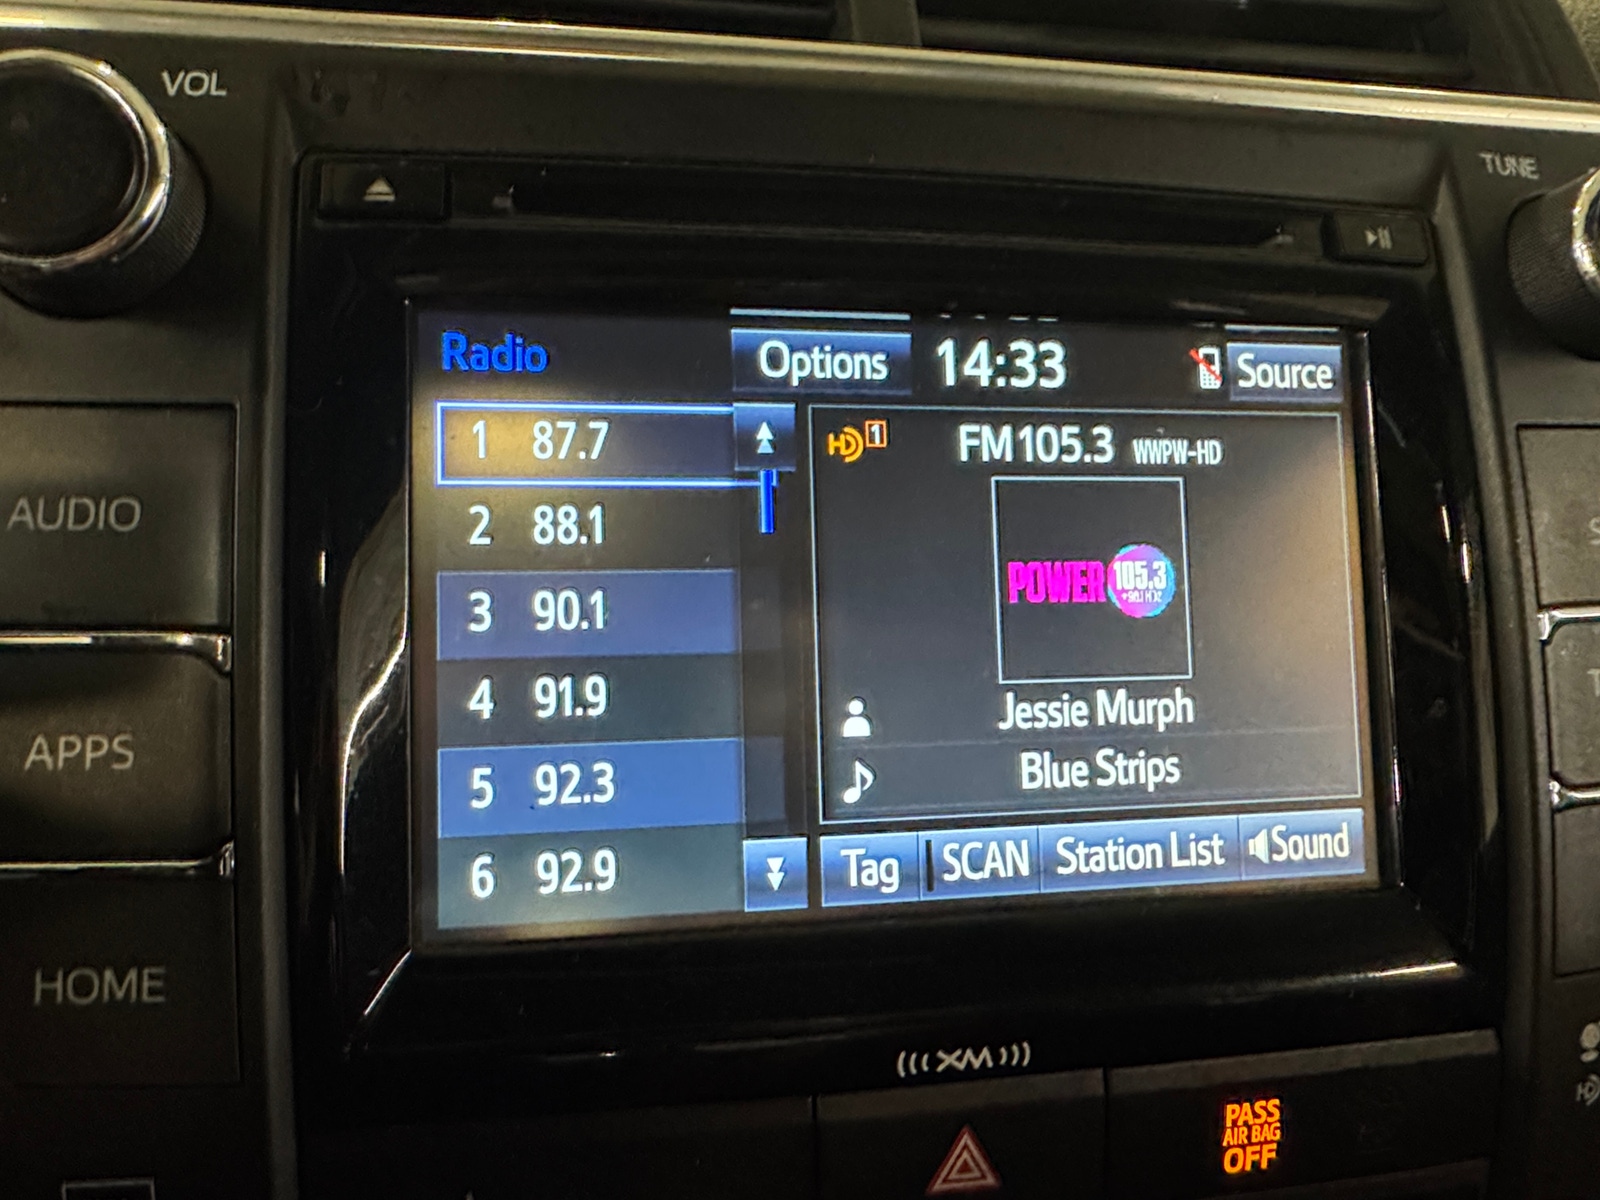 VOL
TUNE
Radio
Options
14:33
Source
1 87.7
2 88.1
3 90.1
4 91.9
5 92.3
6 92.9
HD 1
FM 105.3 WWPW-HD
POWER 105.3
Jessie Murph
Blue Strips
Tag
SCAN
Station List
Sound
AUDIO
APPS
HOME
(((XM)))
PASS
AIR BAG
OFF